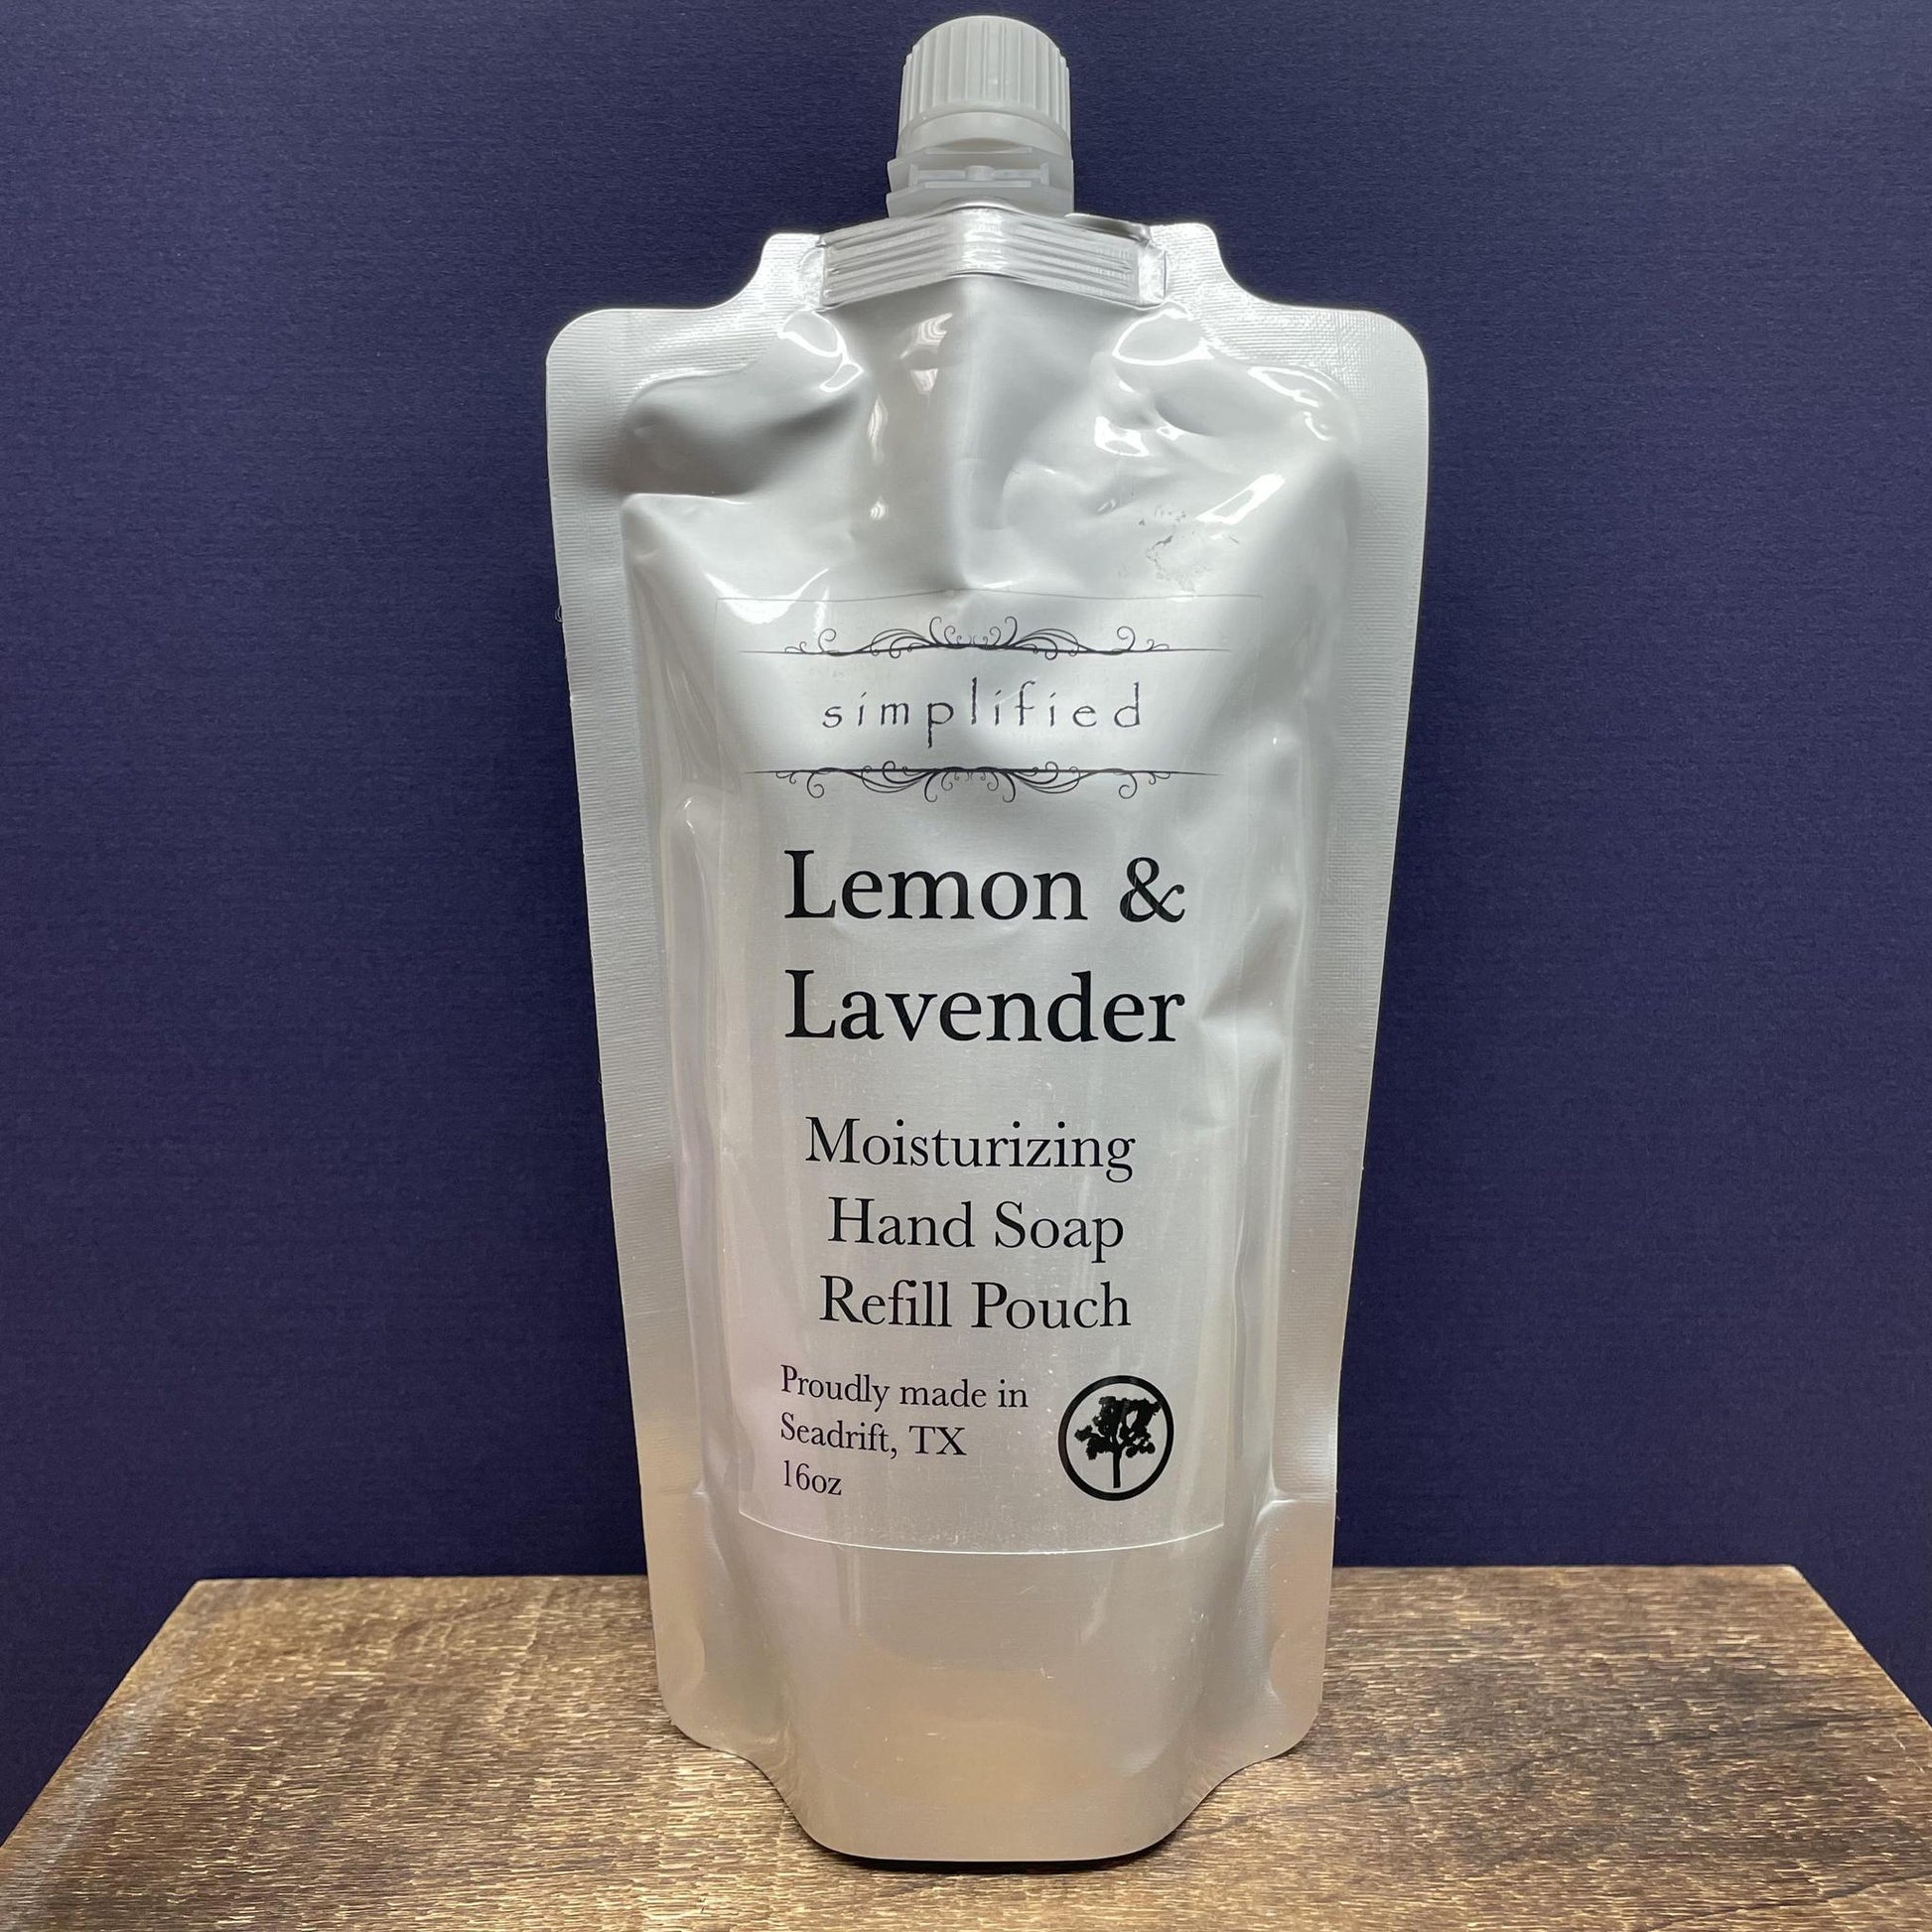 simplified
Lemon &
Lavender
Moisturizing
Hand Soap
Refill Pouch
Proudly made in
Seadrift, TX
16oz